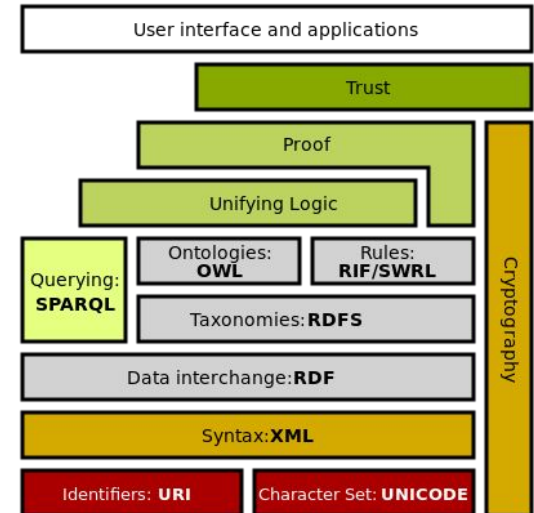 User interface and applications
Trust
Proof
Unifying Logic
Querying:
SPARQL
Ontologies:
OWL
Rules:
RIF/SWRL
Taxonomies:RDFS
Cryptography
Data interchange:RDF
Syntax:XML
Identifiers: URI
Character Set: UNICODE